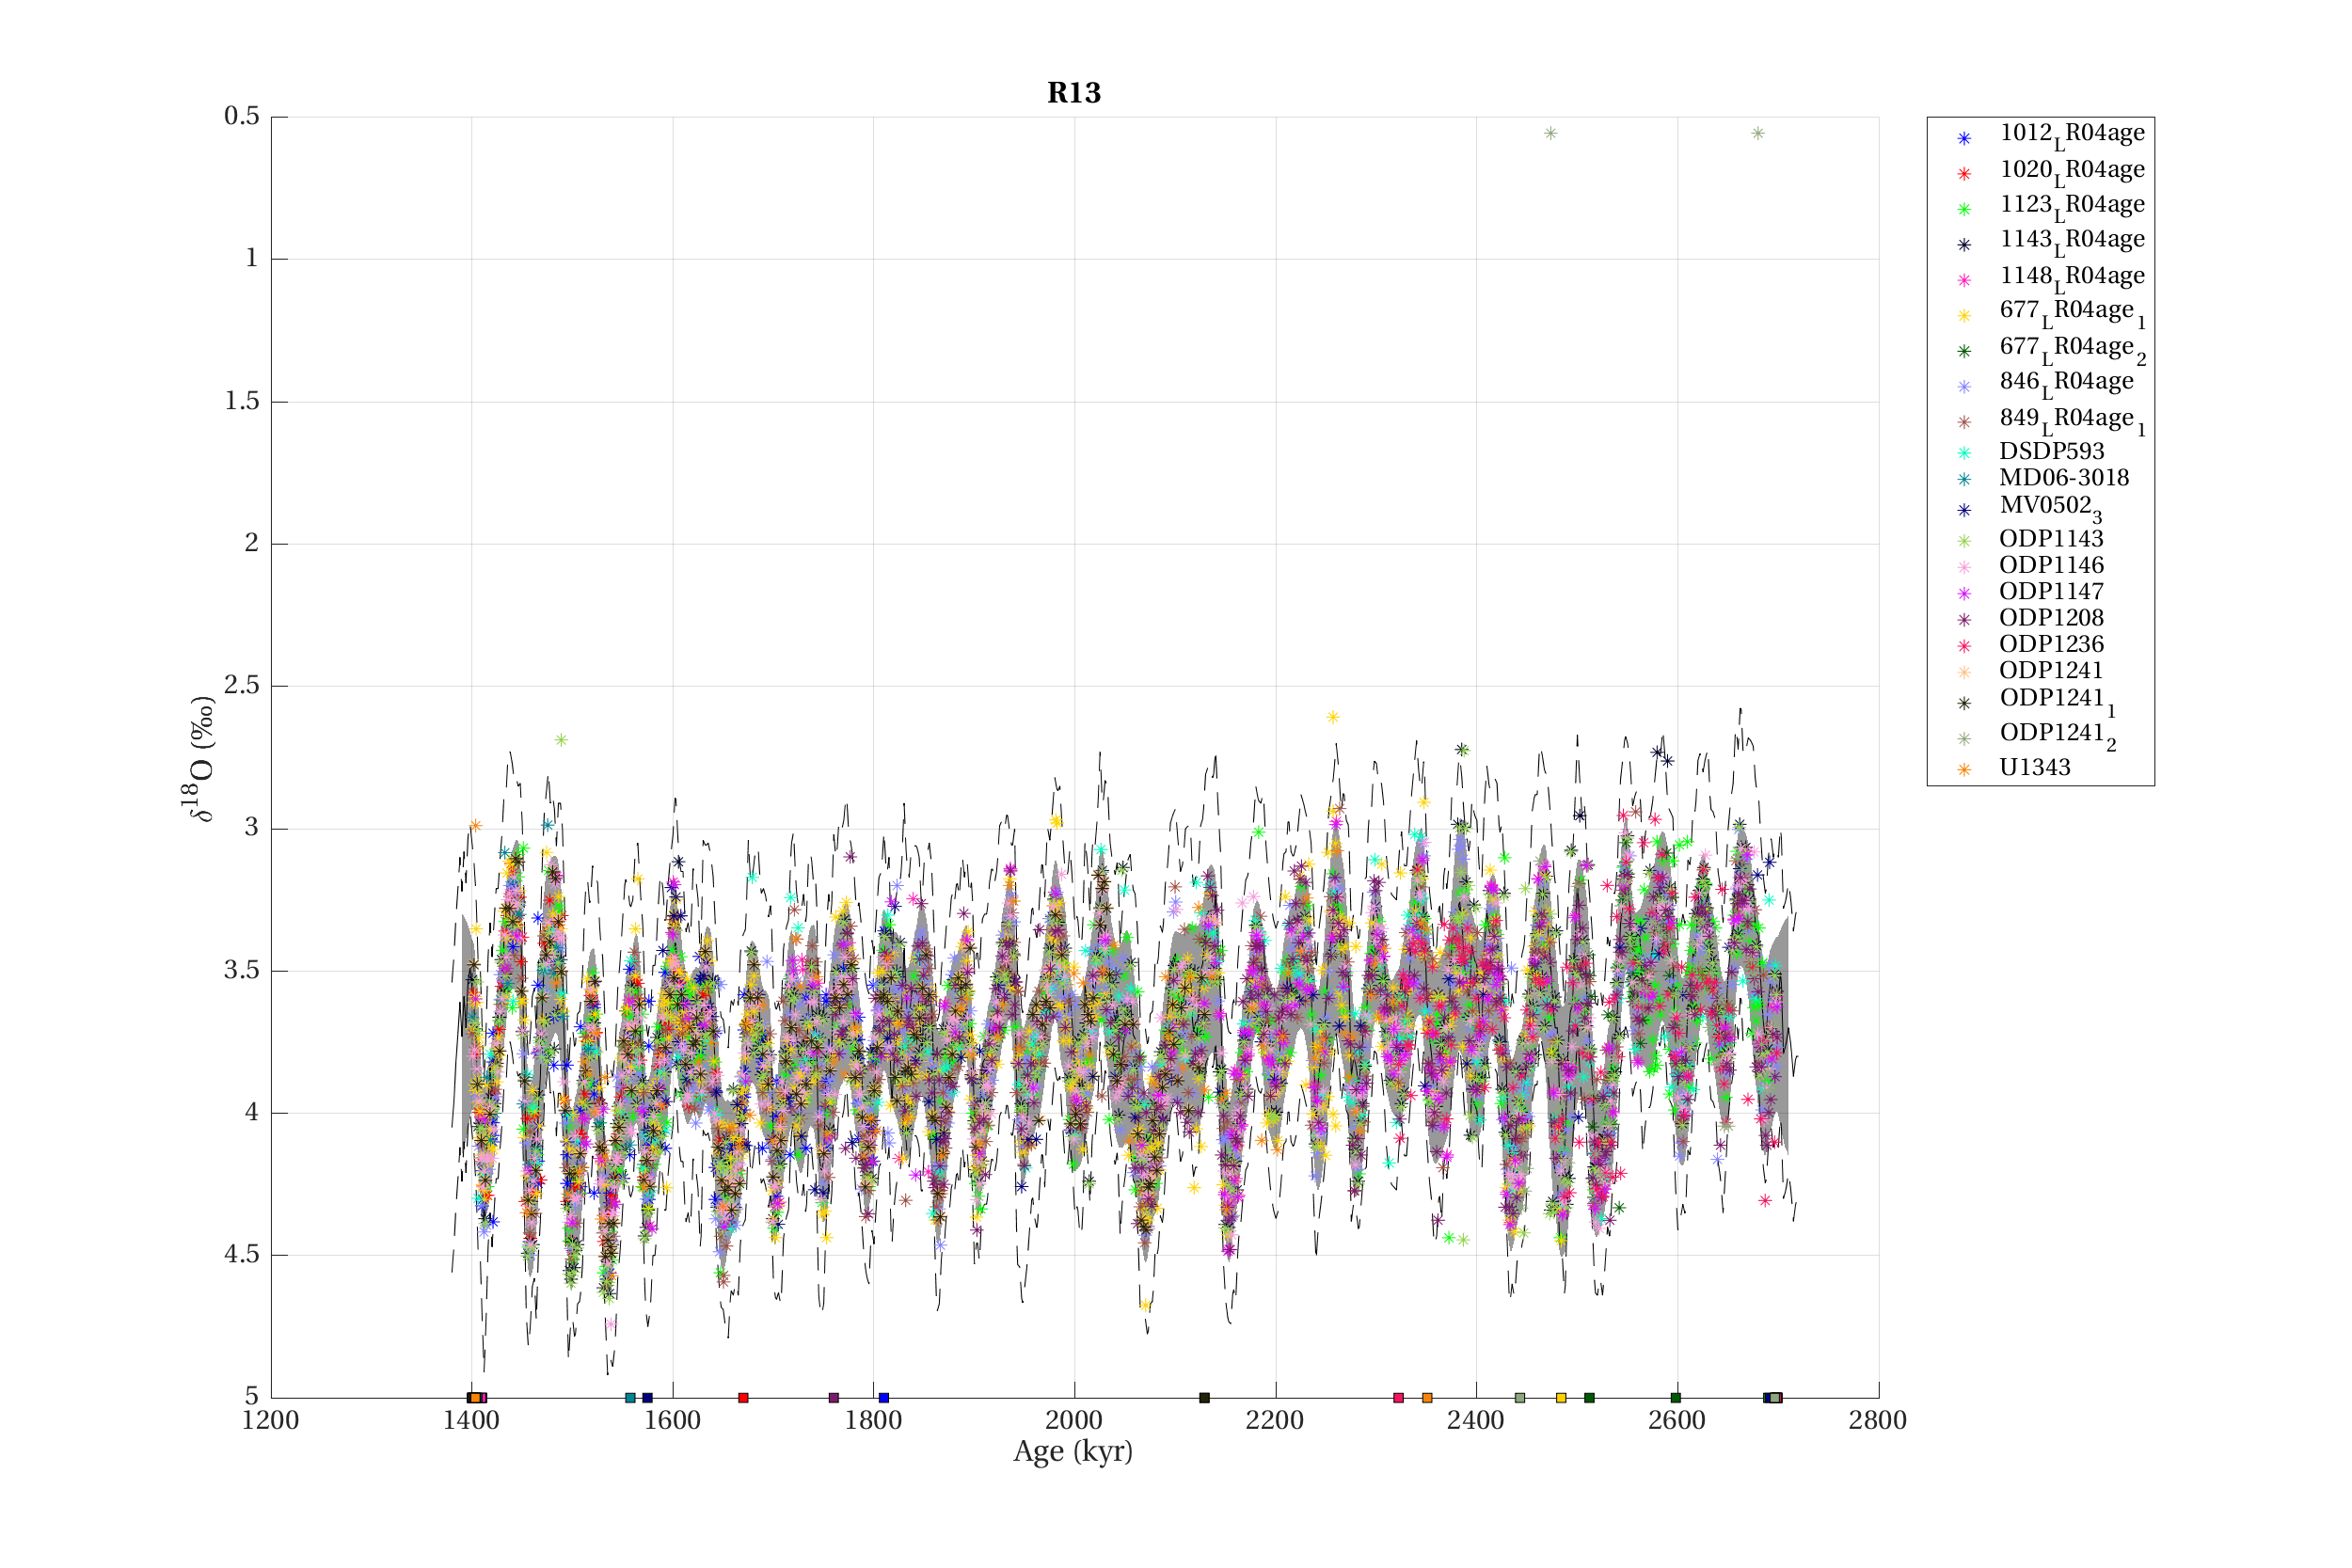 R13
0.5
1
1.5
2
2.5
3
3.5
4
4.5
5
δ18O (‰)
1200 1400 1600 1800 2000 2200 2400 2600 2800
Age (kyr)
1012LR04age
1020LR04age
1123LR04age
1143LR04age
1148LR04age
677LR04age1
677LR04age2
846LR04age
849LR04age1
DSDP593
MD06-3018
MV05023
ODP1143
ODP1146
ODP1147
ODP1208
ODP1236
ODP1241
ODP12411
ODP12412
U1343